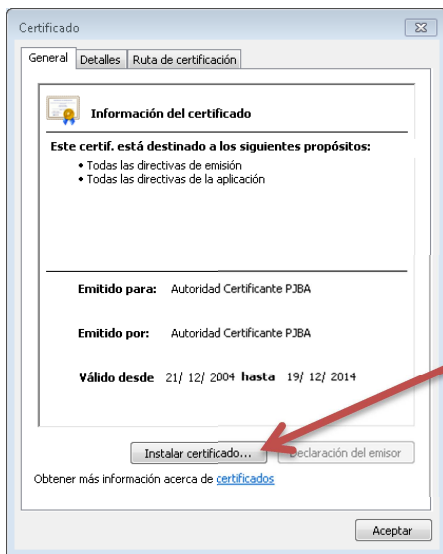 Certificado
General Detalles Ruta de certificación
Información del certificado
Este certif. está destinado a los siguientes propósitos:
• Todas las directivas de emisión
• Todas las directivas de la aplicación
Emitido para: Autoridad Certificante PJBA
Emitido por: Autoridad Certificante PJBA
Válido desde 21/ 12/ 2004 hasta 19/ 12/ 2014
Instalar certificado... Declaración del emisor
Obtener más información acerca de certificados
Aceptar